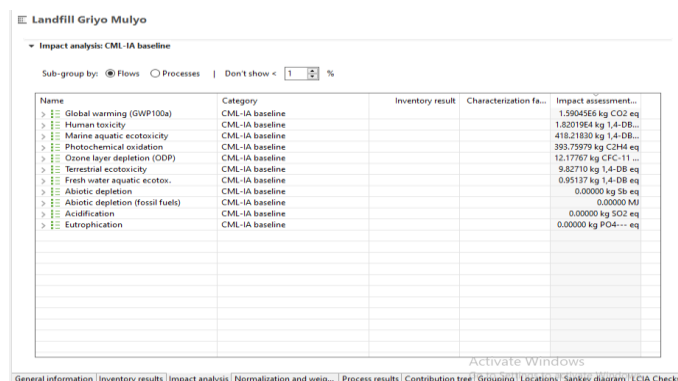 Landfill Griyo Mulyo
Impact analysis: CML-IA baseline
Sub-group by: Flows Processes | Don't show < 1 %
Name Category Inventory result Characterization fa... Impact assessment...
Global warming (GWP100a) CML-IA baseline 1.59045E6 kg CO2 eq
Human toxicity CML-IA baseline 1.82019E4 kg 1,4-DB...
Marine aquatic ecotoxicity CML-IA baseline 418.21830 kg 1,4-DB...
Photochemical oxidation CML-IA baseline 393.75979 kg C2H4 eq
Ozone layer depletion (ODP) CML-IA baseline 12.17767 kg CFC-11 ...
Terrestrial ecotoxicity CML-IA baseline 9.82710 kg 1,4-DB eq
Fresh water aquatic ecotox. CML-IA baseline 0.95137 kg 1,4-DB eq
Abiotic depletion CML-IA baseline 0.00000 kg Sb eq
Abiotic depletion (fossil fuels) CML-IA baseline 0.00000 MJ
Acidification CML-IA baseline 0.00000 kg SO2 eq
Eutrophication CML-IA baseline 0.00000 kg PO4--- eq
Activate Windows
General information Inventory results Impact analysis Normalization and weig... Process results Contribution tree Grouping Locations Sankey diagram LCIA Check